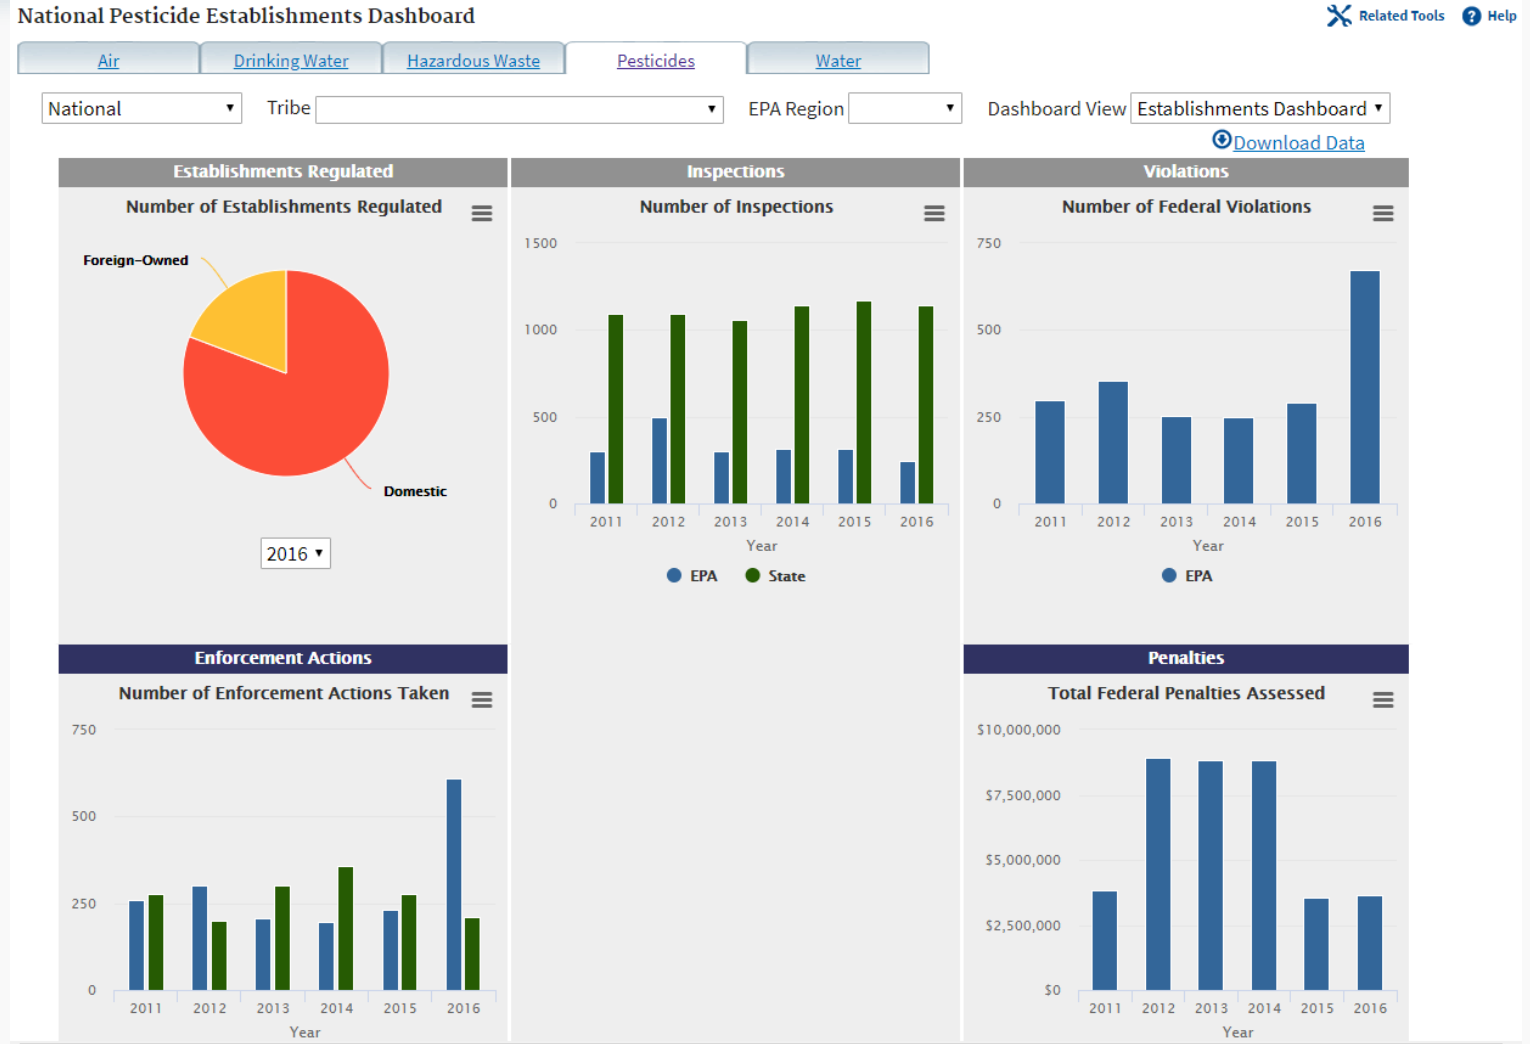 National Pesticide Establishments Dashboard
Related Tools
Help
Air
Drinking Water
Hazardous Waste
Pesticides
Water
National
Tribe
EPA Region
Dashboard View Establishments Dashboard
Download Data
Establishments Regulated
Number of Establishments Regulated
Foreign-Owned
Domestic
2016
Inspections
Number of Inspections
1500
1000
500
0
2011 2012 2013 2014 2015 2016
Year
EPA State
Violations
Number of Federal Violations
750
500
250
0
2011 2012 2013 2014 2015 2016
Year
EPA
Enforcement Actions
Number of Enforcement Actions Taken
750
500
250
0
2011 2012 2013 2014 2015 2016
Year
Penalties
Total Federal Penalties Assessed
$10,000,000
$7,500,000
$5,000,000
$2,500,000
$0
2011 2012 2013 2014 2015 2016
Year